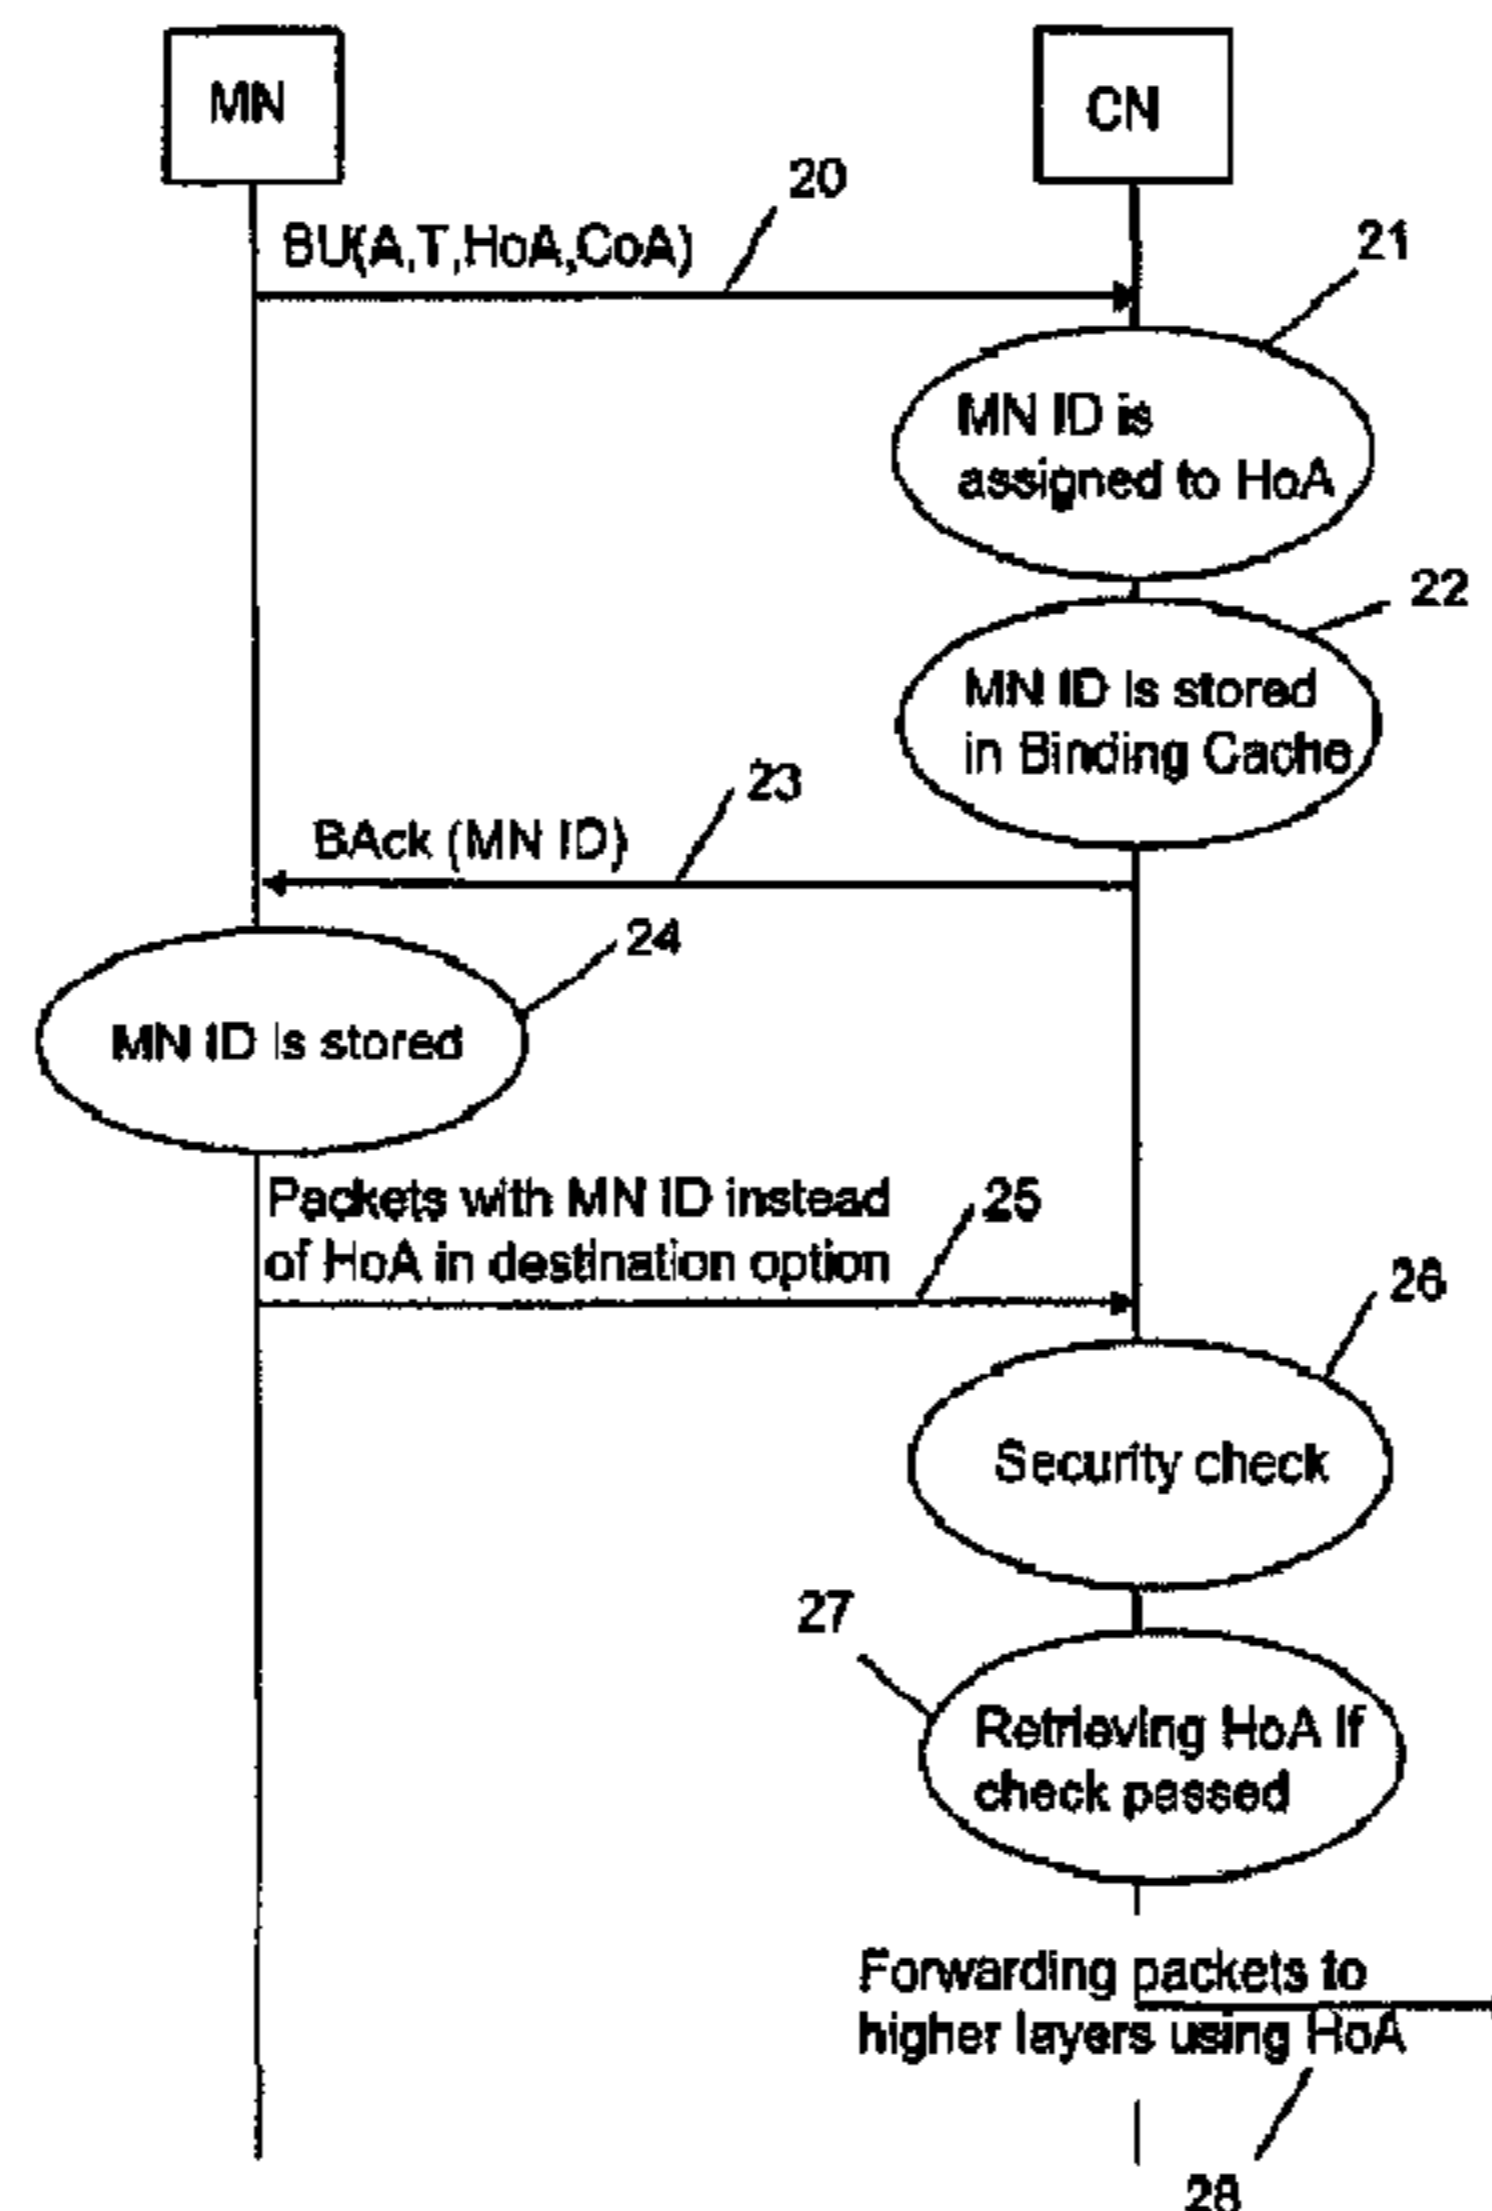 MN
CN
20
BU(A,T,HoA,CoA)
21
MN ID is
assigned to HoA
22
MN ID is stored
in Binding Cache
23
BAck (MN ID)
24
MN ID is stored
Packets with MN ID instead
of HoA in destination option
25
26
Security check
27
Retrieving HoA if
check passed
Forwarding packets to
higher layers using HoA
28